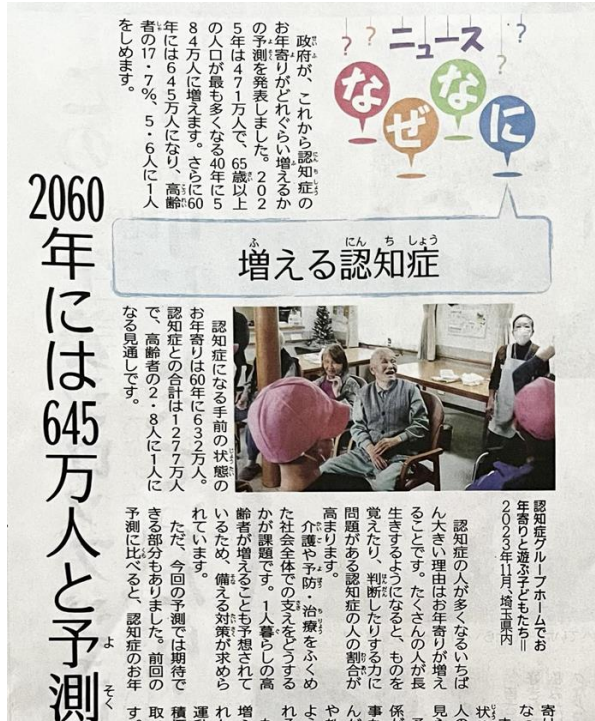 ニュース
なぜなに
増える認知症
2060年には645万人と予測
政府が、これから認知症の
お年寄りがどれぐらい増えるか
の予測を発表しました。202
5年は471万人で、65歳以上
の人口が最も多くなる40年に5
84万人に増えます。さらに60
年には645万人になり、高齢
者の17・7%、5・6人に1人
をしめます。
認知症になる手前の状態の
お年寄りは60年に632万人。
認知症との合計は1277万人
で、高齢者の2・8人に1人に
なる見通しです。
認知症グループホームでお
年寄りと遊ぶ子どもたち=
2023年11月、埼玉県内
認知症の人が多くなるいちば
ん大きい理由はお年寄りが増え
ることです。たくさんの人が長
生きするようになると、ものを
覚えたり、判断したりする力に
問題がある認知症の人の割合が
高まります。
介護や予防・治療をふくめ
た社会全体での支えをどうする
かが課題です。1人暮らしの高
齢者が増えることも予想されて
いるため、備える対策が求めら
れています。
ただ、今回の予測では期待で
きる部分もありました。前回の
予測に比べると、認知症のお年